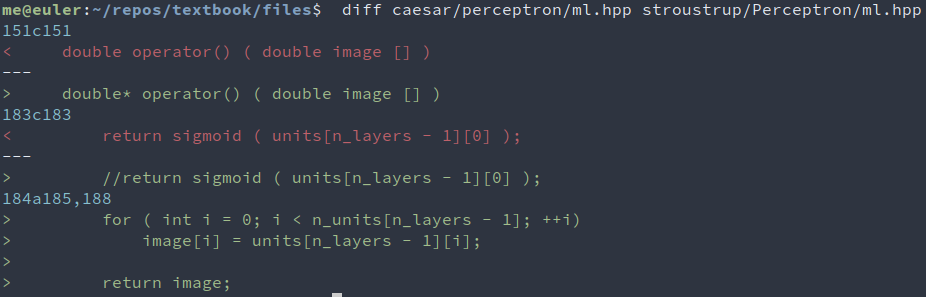 me@euler:~/repos/textbook/files$  diff caesar/perceptron/ml.hpp stroustrup/Perceptron/ml.hpp
151c151
<     double operator() ( double image [] )
---
>     double* operator() ( double image [] )
183c183
<         return sigmoid ( units[n_layers - 1][0] );
---
>         //return sigmoid ( units[n_layers - 1][0] );
184a185,188
>         for ( int i = 0; i < n_units[n_layers - 1]; ++i)
>             image[i] = units[n_layers - 1][i];
>
>         return image;